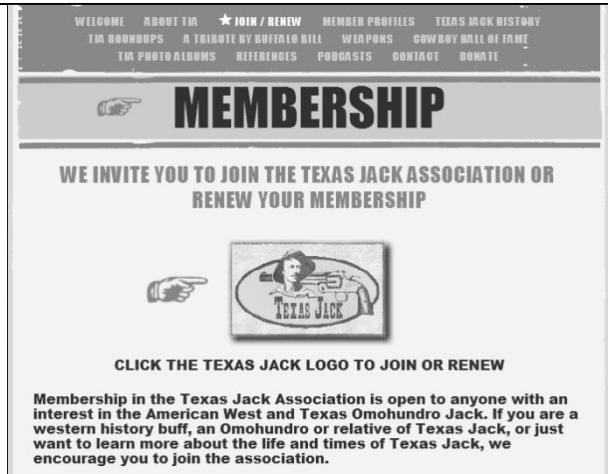 WELCOME ABOUT TJA ★ JOIN / RENEW MEMBER PROFILES TEXAS JACK HISTORY
TJA ROUNDUPS A TRIBUTE BY BUFFALO BILL WEAPONS COWBOY HALL OF FAME
TJA PHOTO ALBUMS REFERENCES PODCASTS CONTACT DONATE
MEMBERSHIP
WE INVITE YOU TO JOIN THE TEXAS JACK ASSOCIATION OR
RENEW YOUR MEMBERSHIP
TEXAS JACK
CLICK THE TEXAS JACK LOGO TO JOIN OR RENEW
Membership in the Texas Jack Association is open to anyone with an
interest in the American West and Texas Omohundro Jack. If you are a
western history buff, an Omohundro or relative of Texas Jack, or just
want to learn more about the life and times of Texas Jack, we
encourage you to join the association.